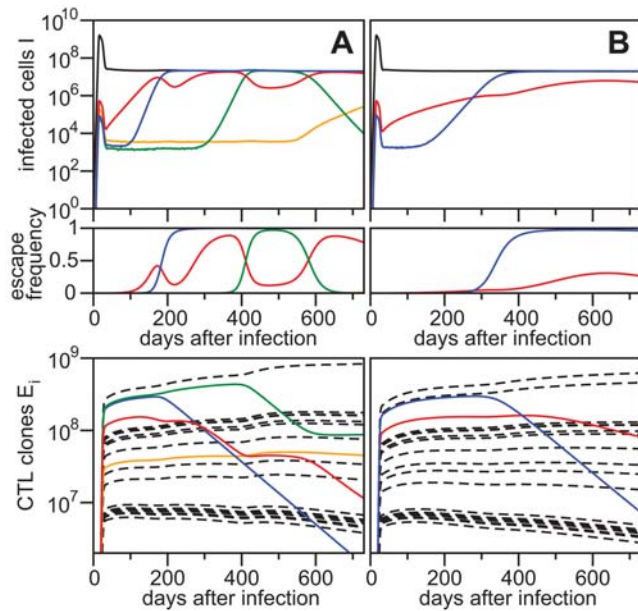 A
B
infected cells I
10^10
10^8
10^6
10^4
10^2
10^0
escape
frequency
1
0.5
0
0 200 400 600
0 200 400 600
days after infection
days after infection
CTL clones E_i
10^9
10^8
10^7
0 200 400 600
0 200 400 600
days after infection
days after infection